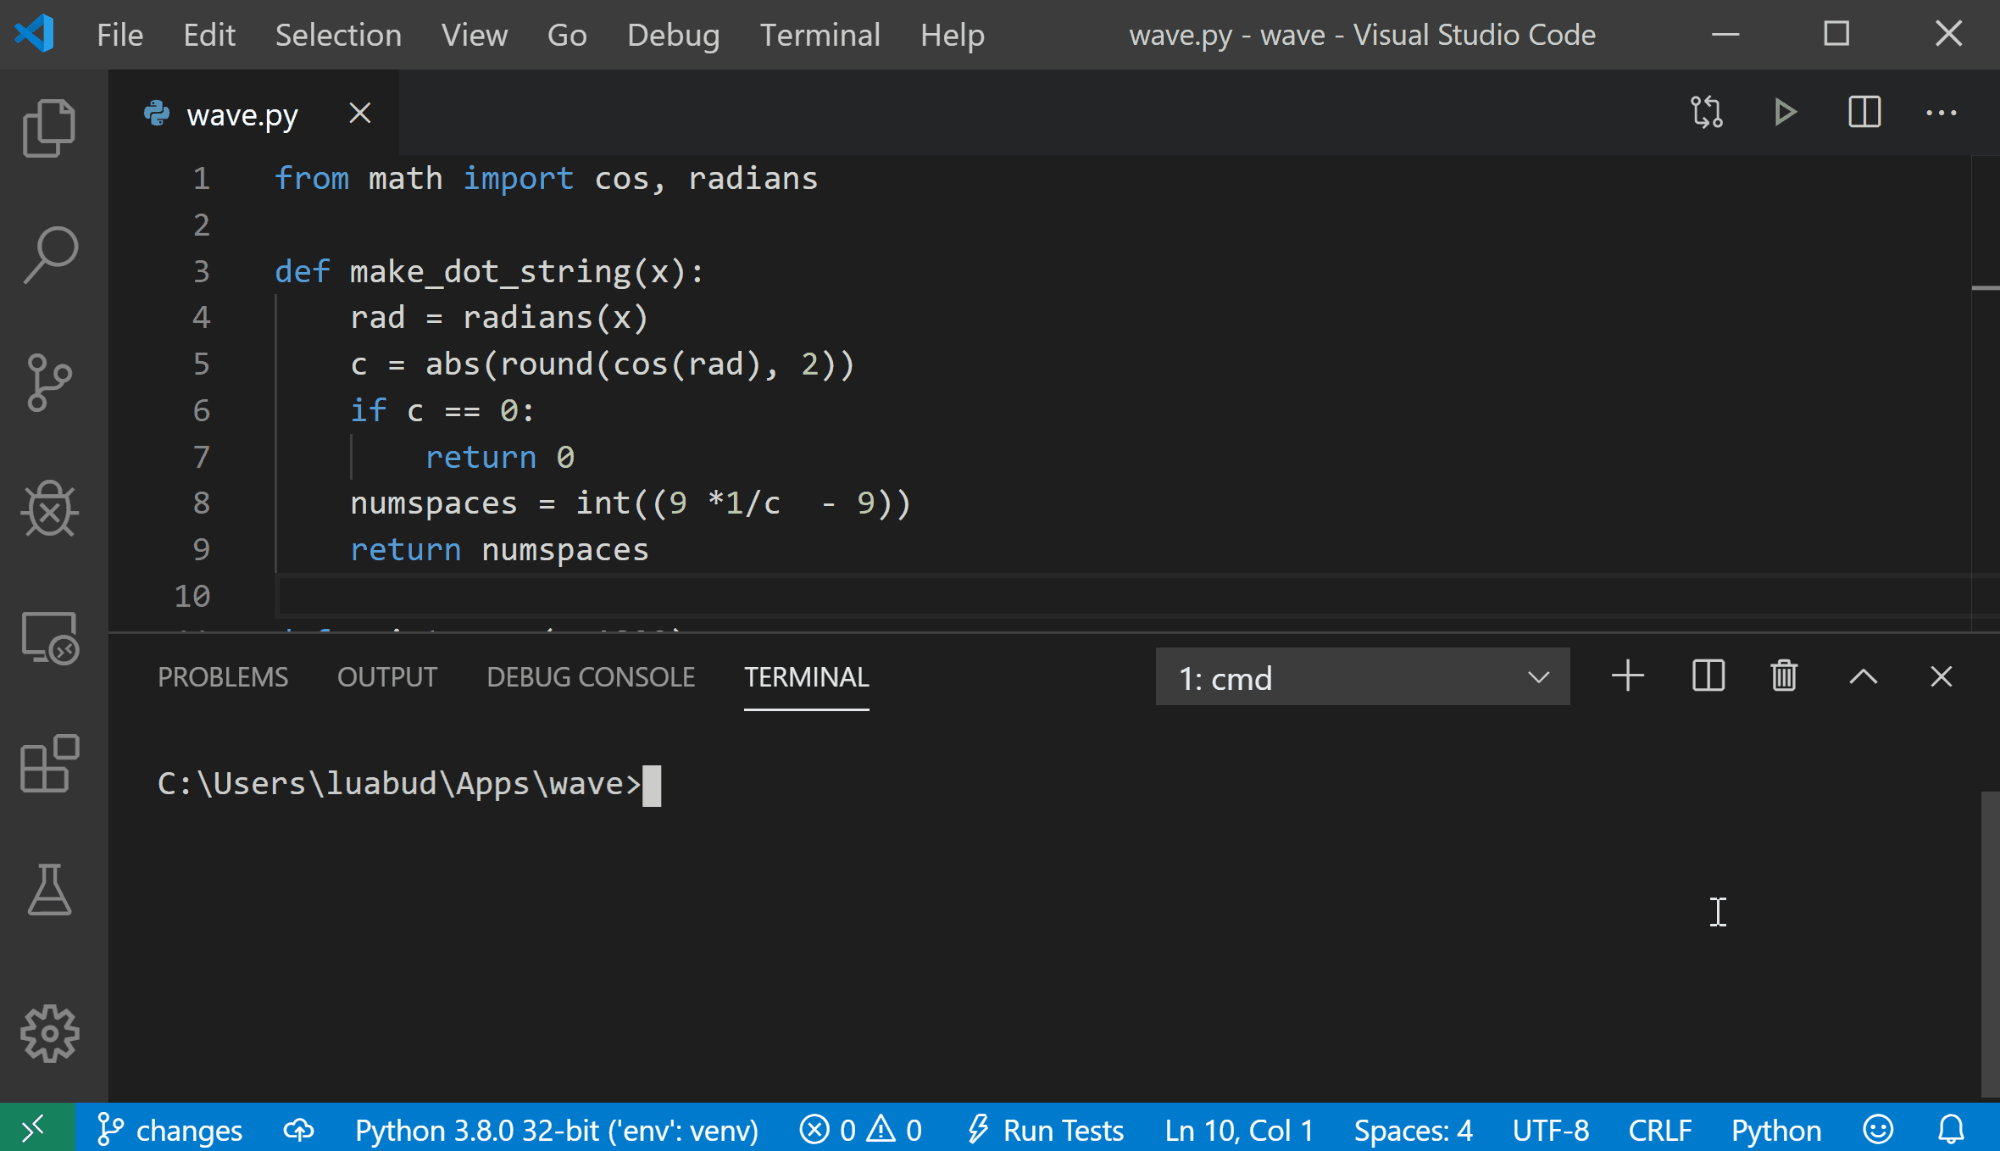 File Edit Selection View Go Debug Terminal Help wave.py - wave - Visual Studio Code
wave.py
1 from math import cos, radians
2
3 def make_dot_string(x):
4     rad = radians(x)
5     c = abs(round(cos(rad), 2))
6     if c == 0:
7         return 0
8     numspaces = int((9 *1/c  - 9))
9     return numspaces
10
PROBLEMS OUTPUT DEBUG CONSOLE TERMINAL 1: cmd
C:\Users\luabud\Apps\wave>
changes Python 3.8.0 32-bit ('env': venv) 0 0 Run Tests Ln 10, Col 1 Spaces: 4 UTF-8 CRLF Python